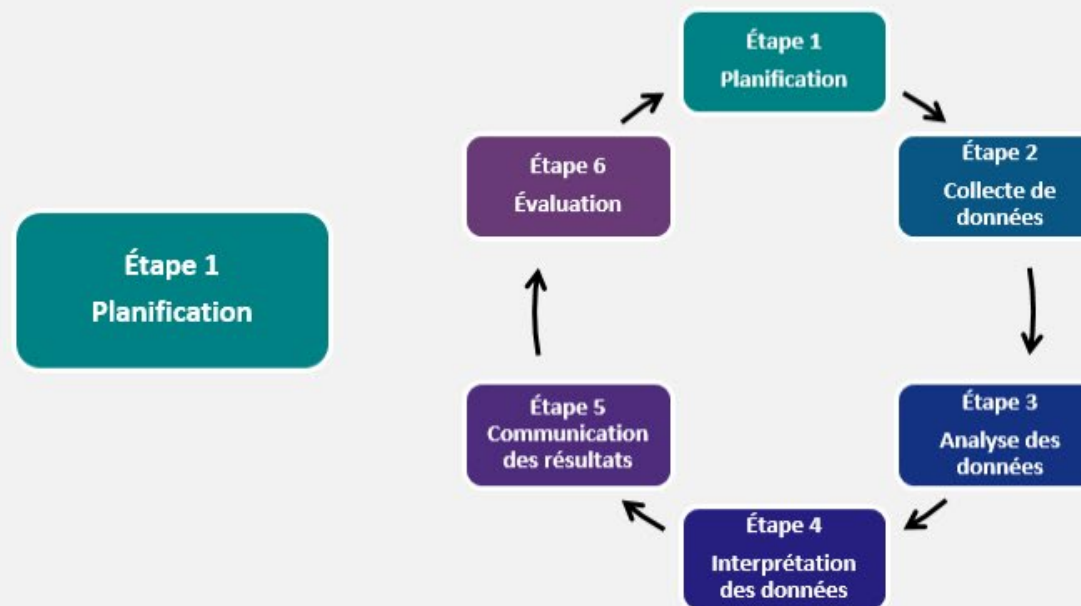 Étape 1
Planification
Étape 1
Planification
Étape 2
Collecte de
données
Étape 3
Analyse des
données
Étape 4
Interprétation
des données
Étape 5
Communication
des résultats
Étape 6
Évaluation